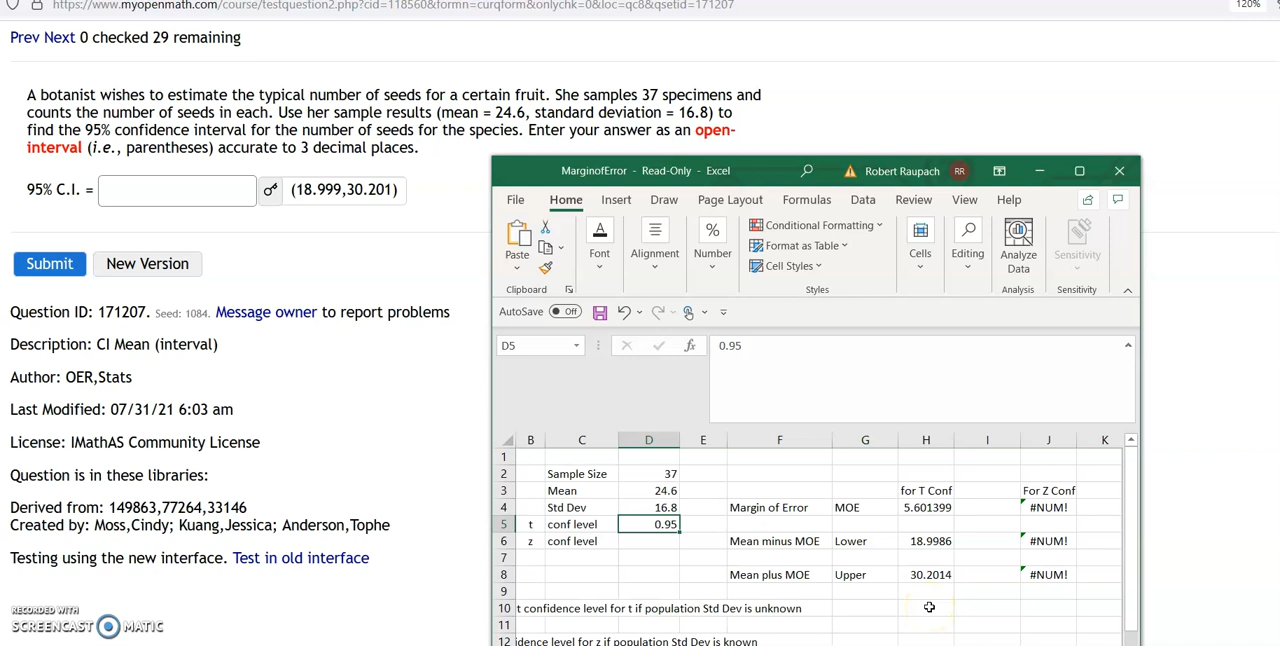 https://www.myopenmath.com/course/testquestion2.php?cid=118560&formn=curqform&onlychk=0&loc=qc8&qsetid=171207
120%
Prev Next 0 checked 29 remaining
A botanist wishes to estimate the typical number of seeds for a certain fruit. She samples 37 specimens and
counts the number of seeds in each. Use her sample results (mean = 24.6, standard deviation = 16.8) to
find the 95% confidence interval for the number of seeds for the species. Enter your answer as an open-
interval (i.e., parentheses) accurate to 3 decimal places.
95% C.I. = (18.999,30.201)
Submit New Version
Question ID: 171207. Seed: 1084. Message owner to report problems
Description: CI Mean (interval)
Author: OER,Stats
Last Modified: 07/31/21 6:03 am
License: IMathAS Community License
Question is in these libraries:
Derived from: 149863,77264,33146
Created by: Moss,Cindy; Kuang,Jessica; Anderson,Tophe
Testing using the new interface. Test in old interface
RECORDED WITH
SCREENCAST MATIC
MarginofError - Read-Only - Excel
Robert Raupach RR
File Home Insert Draw Page Layout Formulas Data Review View Help
Paste
Clipboard
Font
Alignment
%
Number
Conditional Formatting
Format as Table
Cell Styles
Styles
Cells
Editing
Analyze
Data
Analysis
Sensitivity
Sensitivity
AutoSave Off
D5 fx 0.95
B C D E F G H I J K
1
2 Sample Size 37
3 Mean 24.6 for T Conf For Z Conf
4 Std Dev 16.8 Margin of Error MOE 5.601399 #NUM!
5 t conf level 0.95
6 z conf level Mean minus MOE Lower 18.9986 #NUM!
7
8 Mean plus MOE Upper 30.2014 #NUM!
9
10 t confidence level for t if population Std Dev is unknown
11
12 idence level for z if population Std Dev is known